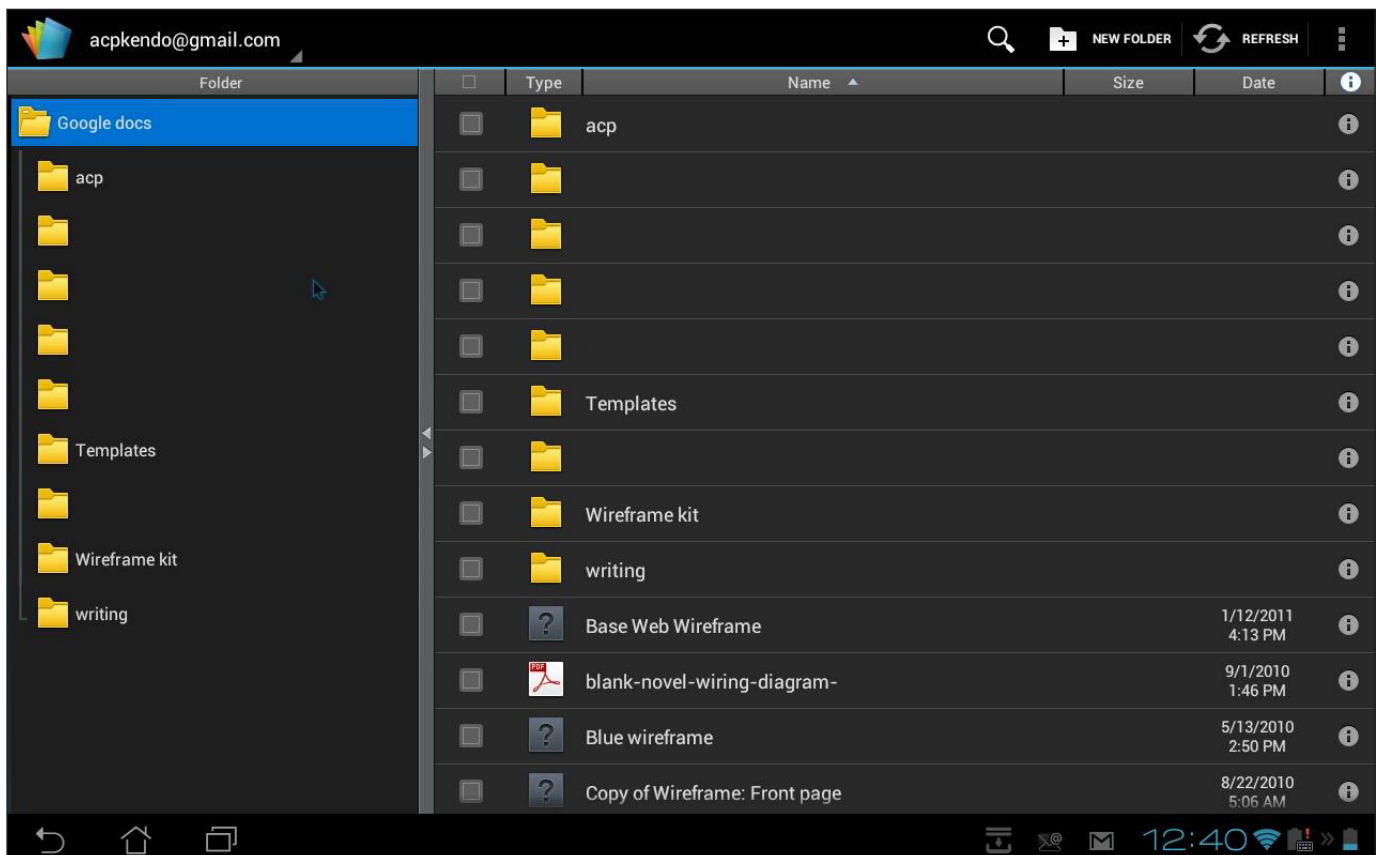 acpkendo@gmail.com NEW FOLDER REFRESH
Folder Type Name Size Date
Google docs
acp
Templates
Wireframe kit
writing
acp
Templates
Wireframe kit
writing
Base Web Wireframe 1/12/2011
4:13 PM
PDF
blank-novel-wiring-diagram- 9/1/2010
1:46 PM
Blue wireframe 5/13/2010
2:50 PM
Copy of Wireframe: Front page 8/22/2010
5:06 AM
12:40